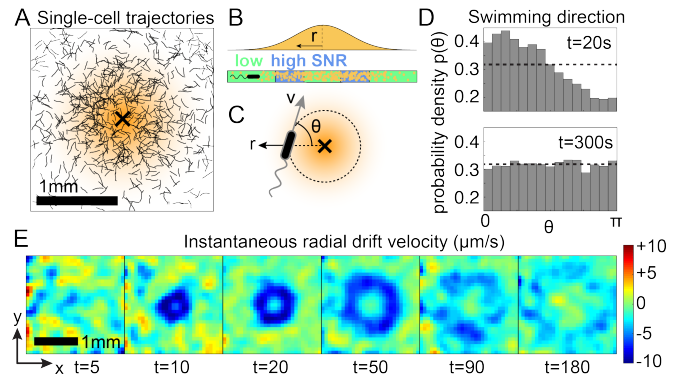 A Single-cell trajectories
1mm
B
r
low high SNR
C
v
θ
r
D Swimming direction
probability density p(θ)
0.4
0.3
0.2
t=20s
0.4
0.3
0.2
t=300s
0 θ π
E Instantaneous radial drift velocity (μm/s)
y
x
1mm
t=5 t=10 t=20 t=50 t=90 t=180
+10
+5
0
-5
-10